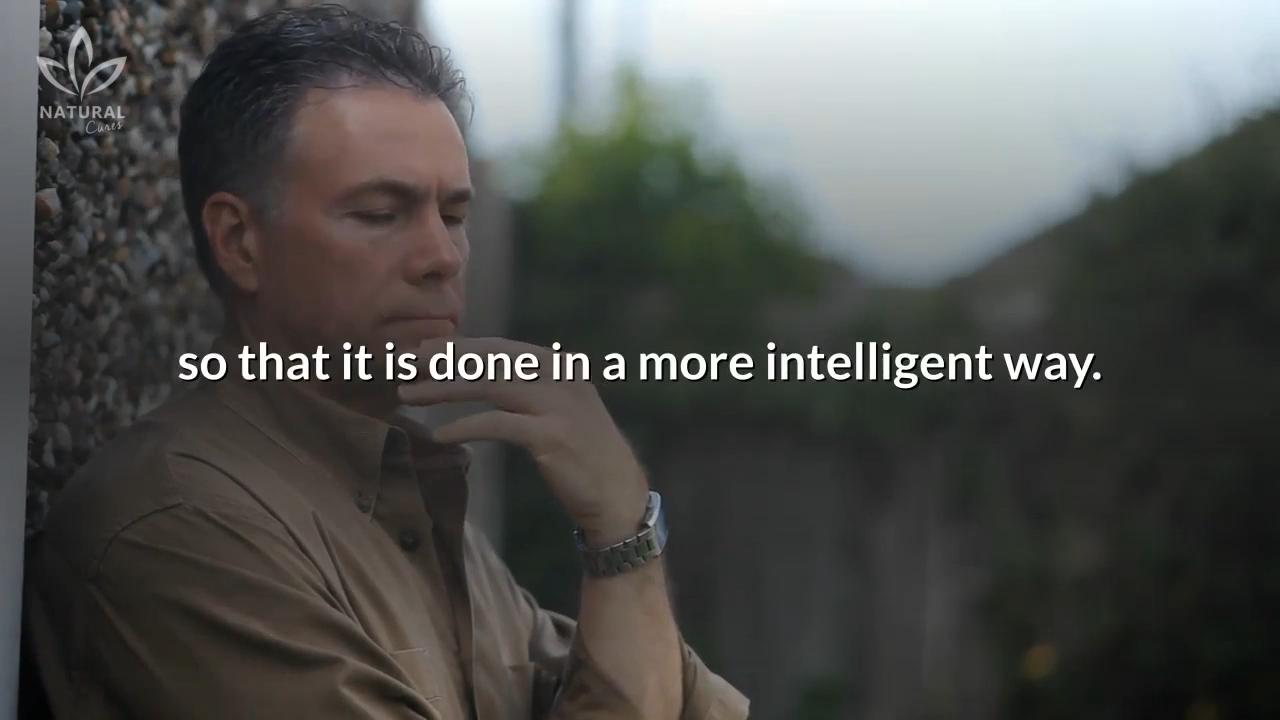 NATURAL
Cures
so that it is done in a more intelligent way.